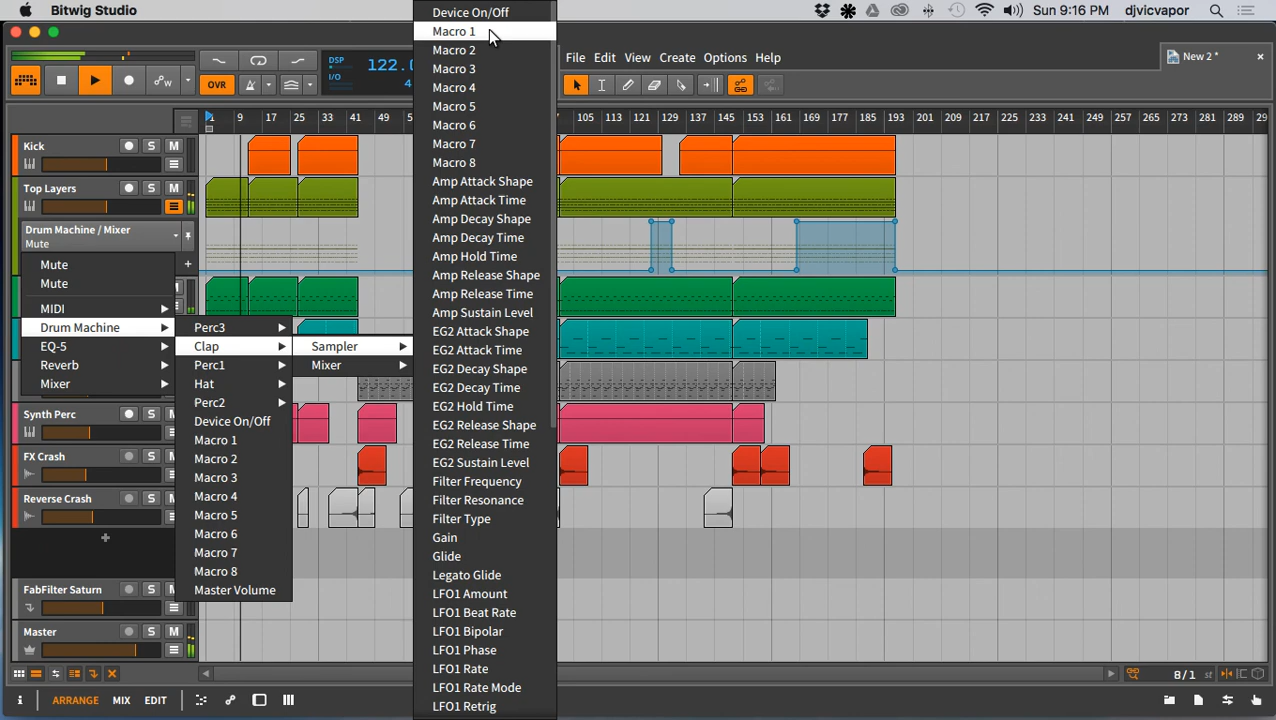 Bitwig Studio
Sun 9:16 PM djvicvapor
Device On/Off
Macro 1
Macro 2
Macro 3
Macro 4
Macro 5
Macro 6
Macro 7
Macro 8
Amp Attack Shape
Amp Attack Time
Amp Decay Shape
Amp Decay Time
Amp Hold Time
Amp Release Shape
Amp Release Time
Amp Sustain Level
EG2 Attack Shape
EG2 Attack Time
EG2 Decay Shape
EG2 Decay Time
EG2 Hold Time
EG2 Release Shape
EG2 Release Time
EG2 Sustain Level
Filter Frequency
Filter Resonance
Filter Type
Gain
Glide
Legato Glide
LFO1 Amount
LFO1 Beat Rate
LFO1 Bipolar
LFO1 Phase
LFO1 Rate
LFO1 Rate Mode
LFO1 Retrig
File Edit View Create Options Help
New 2 *
OVR
DSP
I/O
122.0
1 9 17 25 33 41 49
105 113 121 129 137 145 153 161 169 177 185 193 201 209 217 225 233 241 249 257 265 273 281 289
Kick S M
Top Layers S M
Drum Machine / Mixer
Mute
Mute
Mute
MIDI
Drum Machine
EQ-5
Reverb
Mixer
Perc3
Clap
Perc1
Hat
Perc2
Device On/Off
Macro 1
Macro 2
Macro 3
Macro 4
Macro 5
Macro 6
Macro 7
Macro 8
Master Volume
Sampler
Mixer
Synth Perc S M
FX Crash S
Reverse Crash S
FabFilter Saturn S M
Master S M
8/1 st
i ARRANGE MIX EDIT